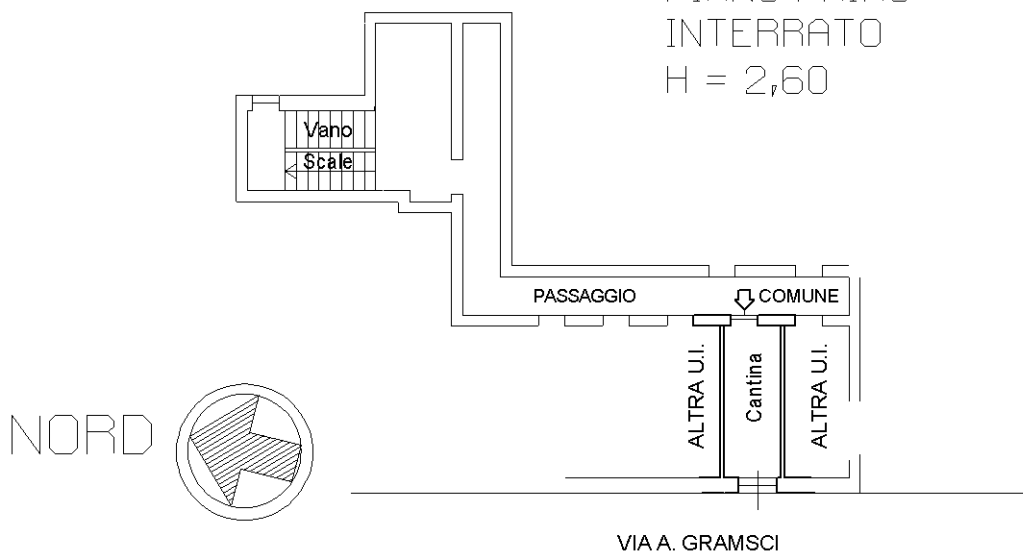 INTERRATO
H = 2,60
Vano
Scale
PASSAGGIO
COMUNE
ALTRA U.I.
Cantina
ALTRA U.I.
NORD
VIA A. GRAMSCI